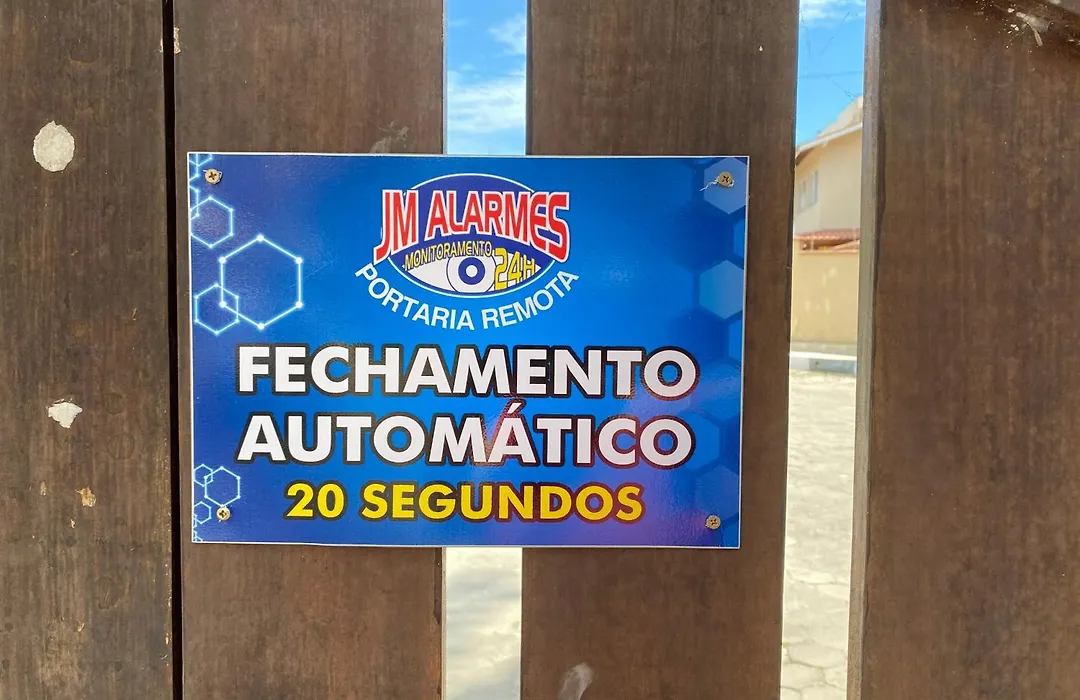 JM ALARMES
MONITORAMENTO
24H
PORTARIA REMOTA
FECHAMENTO
AUTOMÁTICO
20 SEGUNDOS